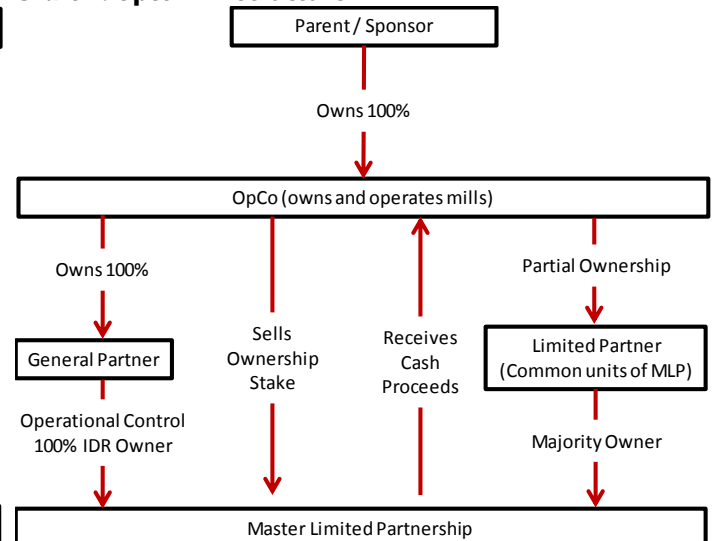 Parent / Sponsor
Owns 100%
OpCo (owns and operates mills)
Owns 100%
Partial Ownership
Sells
Ownership
Stake
Receives
Cash
Proceeds
General Partner
Limited Partner
(Common units of MLP)
Operational Control
100% IDR Owner
Majority Owner
Master Limited Partnership